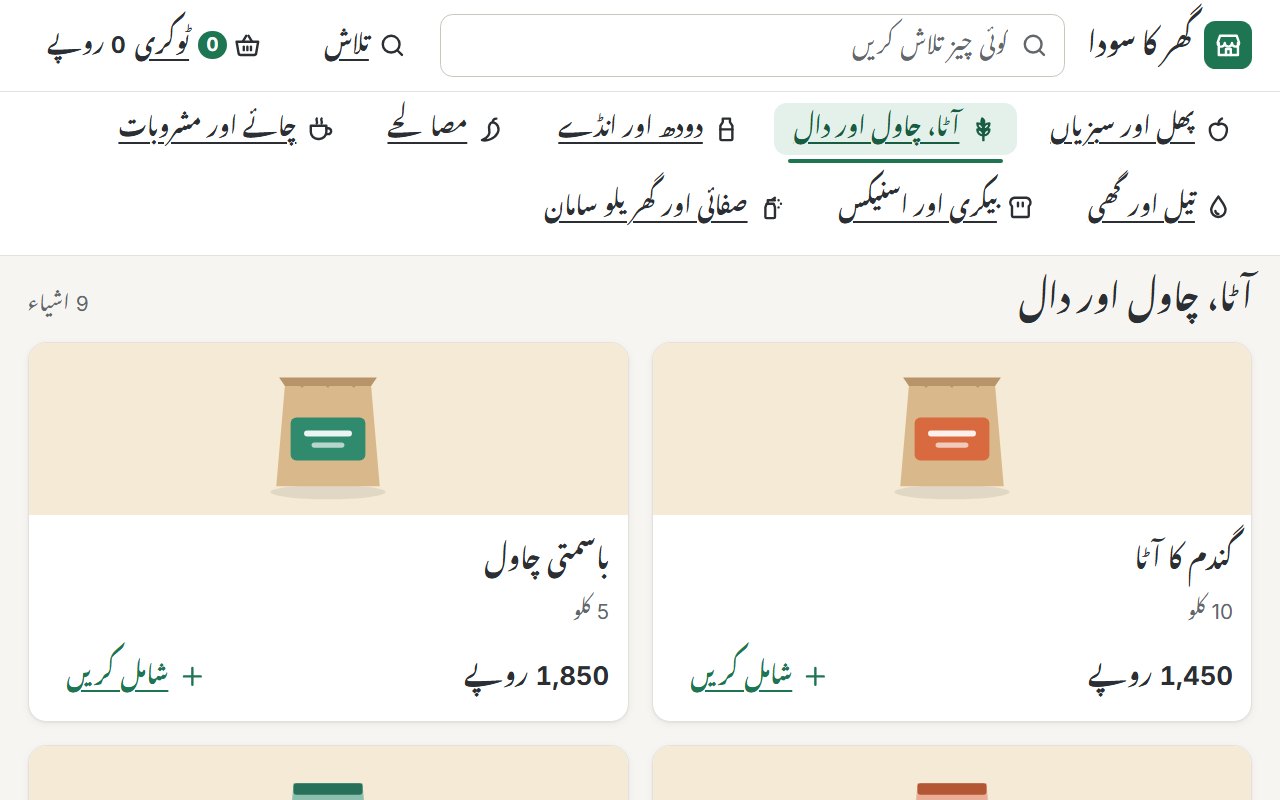 گھر کا سودا
کوئی چیز تلاش کریں
تلاش
ٹوکری 0 0 روپے
پھل اور سبزیاں
آٹا، چاول اور دال
دودھ اور انڈے
مصالحے
چائے اور مشروبات
تیل اور گھی
بیکری اور اسنیکس
صفائی اور گھریلو سامان
آٹا، چاول اور دال
9 اشیاء
گندم کا آٹا
10 کلو
1,450 روپے
شامل کریں
باسمتی چاول
5 کلو
1,850 روپے
شامل کریں